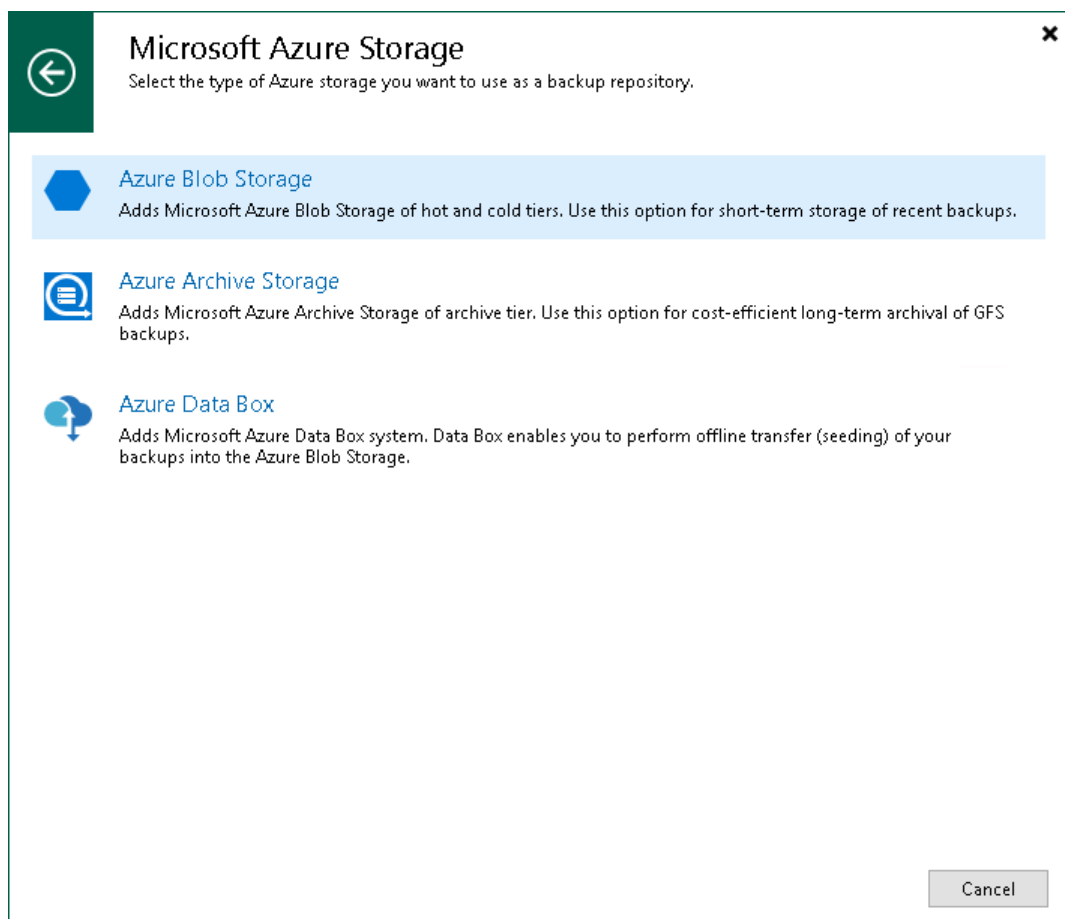 Microsoft Azure Storage
Select the type of Azure storage you want to use as a backup repository.
Azure Blob Storage
Adds Microsoft Azure Blob Storage of hot and cold tiers. Use this option for short-term storage of recent backups.
Azure Archive Storage
Adds Microsoft Azure Archive Storage of archive tier. Use this option for cost-efficient long-term archival of GFS
backups.
Azure Data Box
Adds Microsoft Azure Data Box system. Data Box enables you to perform offline transfer (seeding) of your
backups into the Azure Blob Storage.
Cancel